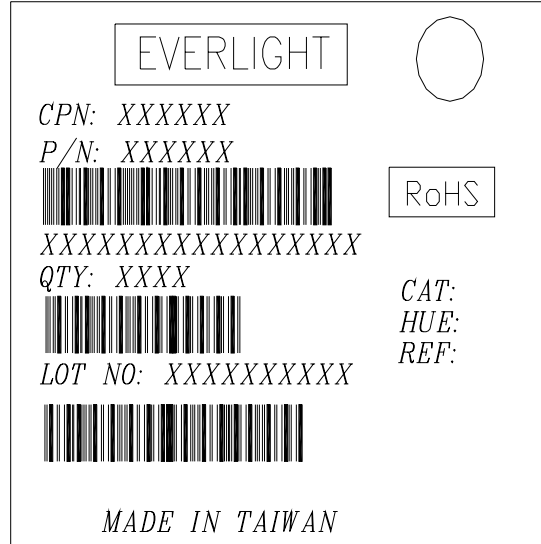 EVERLIGHT
CPN: XXXXXX
P/N: XXXXXX
RoHS
XXXXXXXXXXXXXXXXX
QTY: XXXX
CAT:
HUE:
REF:
LOT NO: XXXXXXXXXX
MADE IN TAIWAN